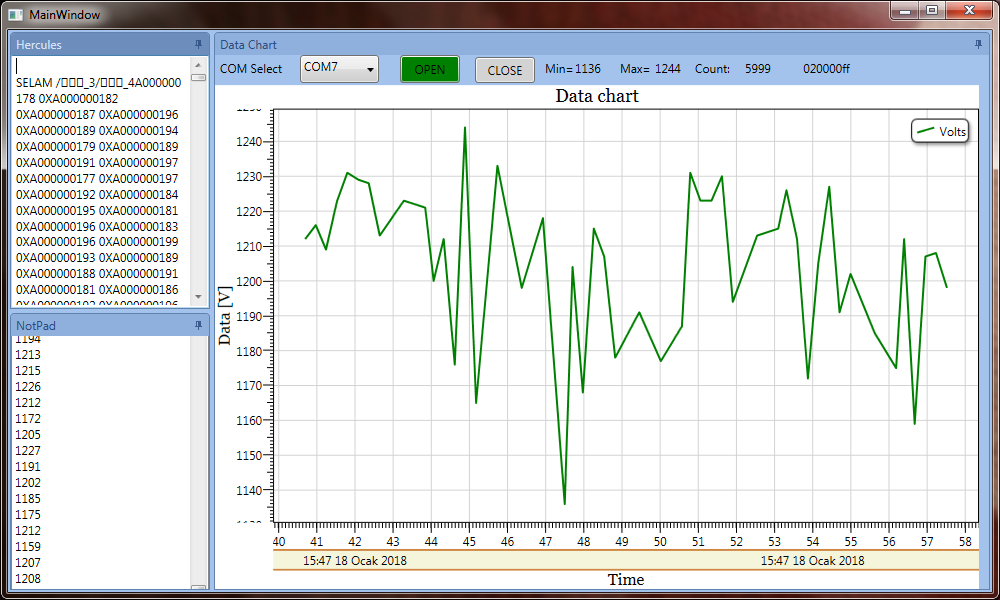 MainWindow
Hercules
SELAM /□□□_3/□□□_4A000000
178 0XA000000182
0XA000000187 0XA000000196
0XA000000189 0XA000000194
0XA000000179 0XA000000189
0XA000000191 0XA000000197
0XA000000177 0XA000000197
0XA000000192 0XA000000184
0XA000000195 0XA000000181
0XA000000196 0XA000000183
0XA000000196 0XA000000199
0XA000000193 0XA000000189
0XA000000188 0XA000000191
0XA000000181 0XA000000186
NotPad
1194
1213
1215
1226
1212
1172
1205
1227
1191
1202
1185
1175
1212
1159
1207
1208
Data Chart
COM Select COM7 OPEN CLOSE Min= 1136 Max= 1244 Count: 5999 020000ff
Data chart
Volts
Data [V]
1250
1240
1230
1220
1210
1200
1190
1180
1170
1160
1150
1140
1130
40 41 42 43 44 45 46 47 48 49 50 51 52 53 54 55 56 57 58
15:47 18 Ocak 2018 15:47 18 Ocak 2018
Time